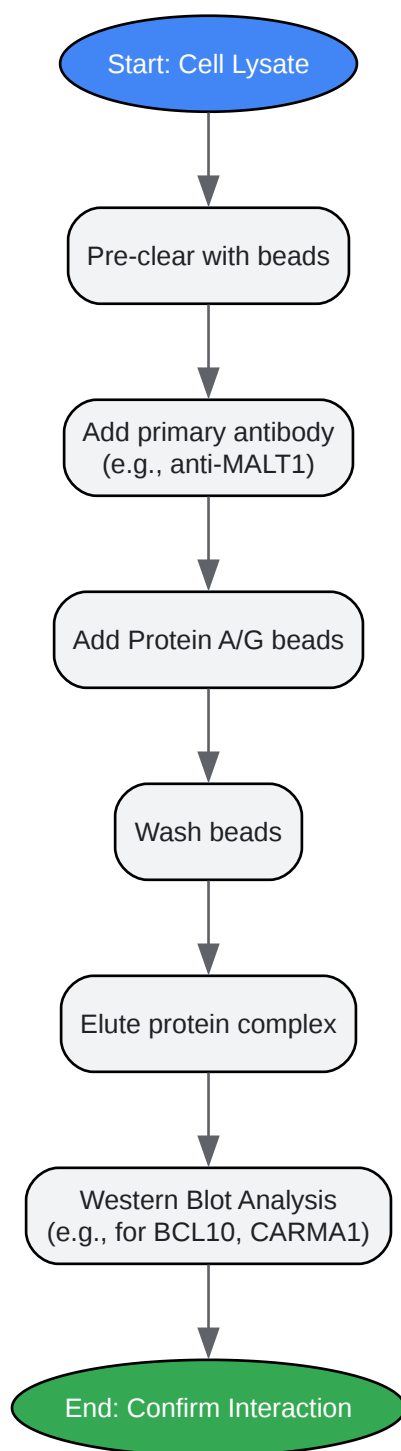 Start: Cell Lysate
Pre-clear with beads
Add primary antibody
(e.g., anti-MALT1)
Add Protein A/G beads
Wash beads
Elute protein complex
Western Blot Analysis
(e.g., for BCL10, CARMA1)
End: Confirm Interaction